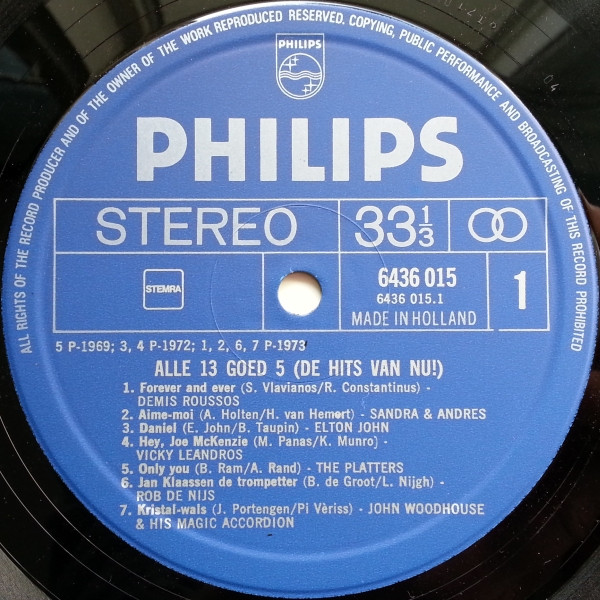 ALL RIGHTS OF THE RECORD PRODUCER AND OF THE OWNER OF THE WORK REPRODUCED RESERVED. COPYING, PUBLIC PERFORMANCE AND BROADCASTING OF THIS RECORD PROHIBITED
PHILIPS
PHILIPS
STEREO 33 1/3
STEMRA
6436 015
6436 015.1
MADE IN HOLLAND
1
5 P-1969; 3, 4 P-1972; 1, 2, 6, 7 P-1973
ALLE 13 GOED 5 (DE HITS VAN NU!)
1. Forever and ever (S. Vlavianos/R. Constantinus) -
DEMIS ROUSSOS
2. Aime-moi (A. Holten/H. van Hemert) - SANDRA & ANDRES
3. Daniel (E. John/B. Taupin) - ELTON JOHN
4. Hey, Joe McKenzie (M. Panas/K. Munro) -
VICKY LEANDROS
5. Only you (B. Ram/A. Rand) - THE PLATTERS
6. Jan Klaassen de trompetter (B. de Groot/L. Nijgh) -
ROB DE NIJS
7. Kristal-wals (J. Portengen/Pi Vèriss) - JOHN WOODHOUSE
& HIS MAGIC ACCORDION